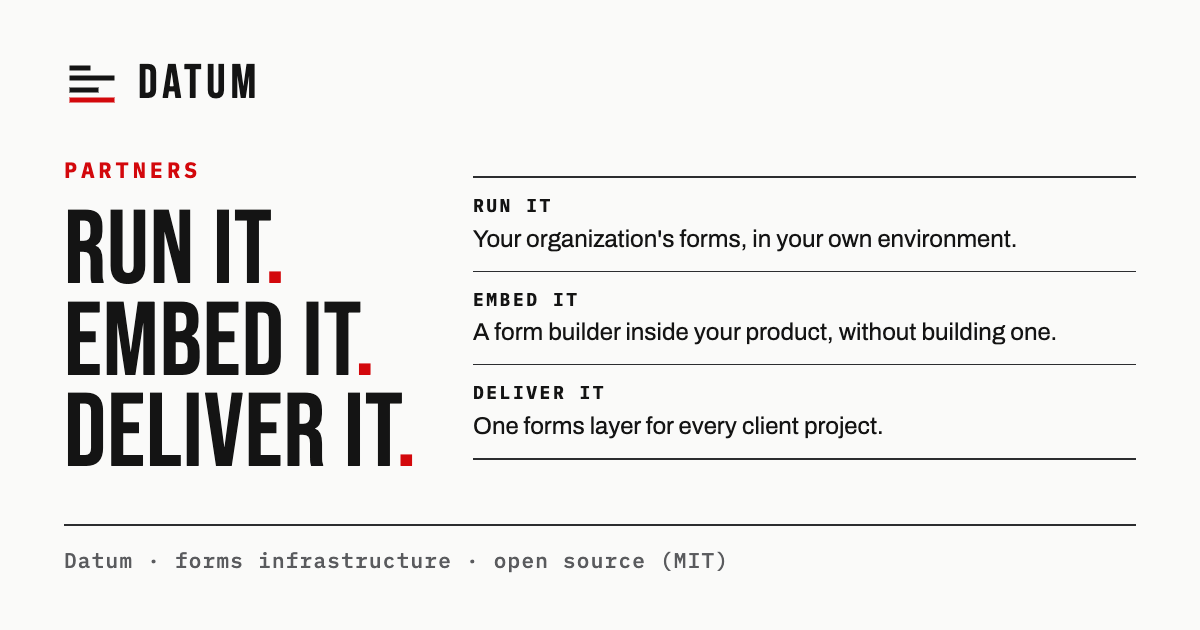 DATUM
PARTNERS
RUN IT.
EMBED IT.
DELIVER IT.
RUN IT
Your organization's forms, in your own environment.
EMBED IT
A form builder inside your product, without building one.
DELIVER IT
One forms layer for every client project.
Datum · forms infrastructure · open source (MIT)